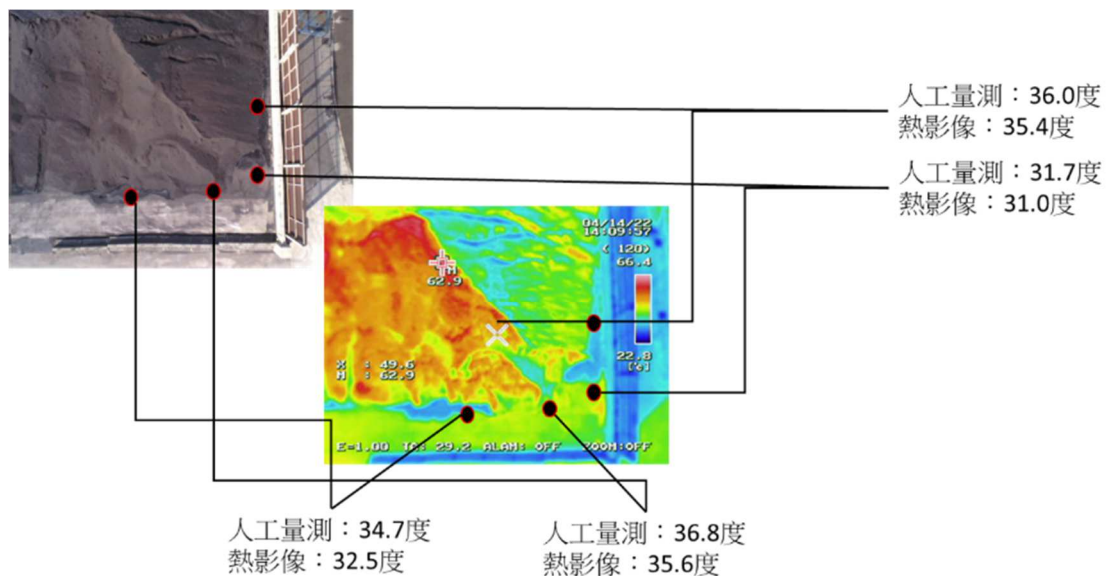 人工量測：36.0度
熱影像：35.4度
人工量測：31.7度
熱影像：31.0度
04/14/22
14:09:57
( 120)
66.4
M
62.9
22.8
[℃]
X : 49.6
M : 62.9
E=1.00 TA: 29.2 ALAM: OFF ZOOM:OFF
人工量測：34.7度
熱影像：32.5度
人工量測：36.8度
熱影像：35.6度